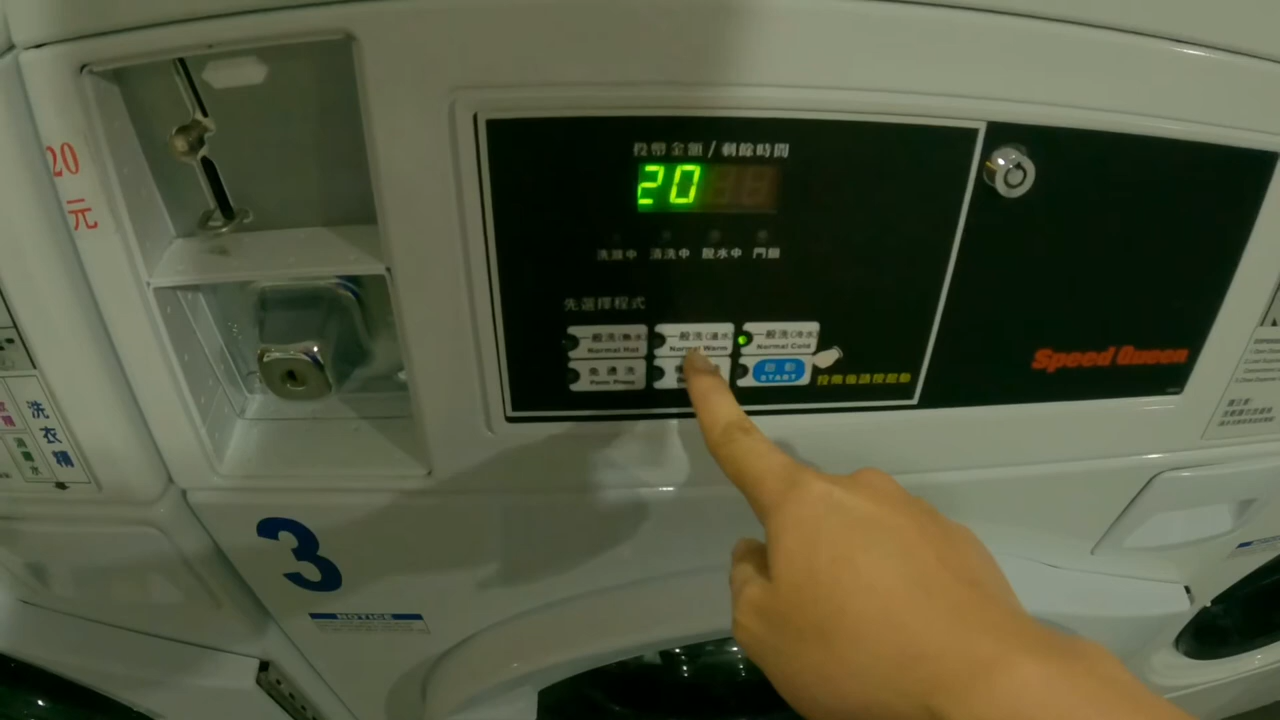 20
元
投幣金額/剩餘時間
20
洗滌中 清洗中 脫水中 門鎖
先選擇程式
一般洗(熱水
Normal Hot
一般洗(溫水
Normal Warm
一般洗(冷水
Normal Cold
免燙洗
Perm Press
啟動
START
投幣後請按起動
Speed Queen
洗衣精
3
NOTICE